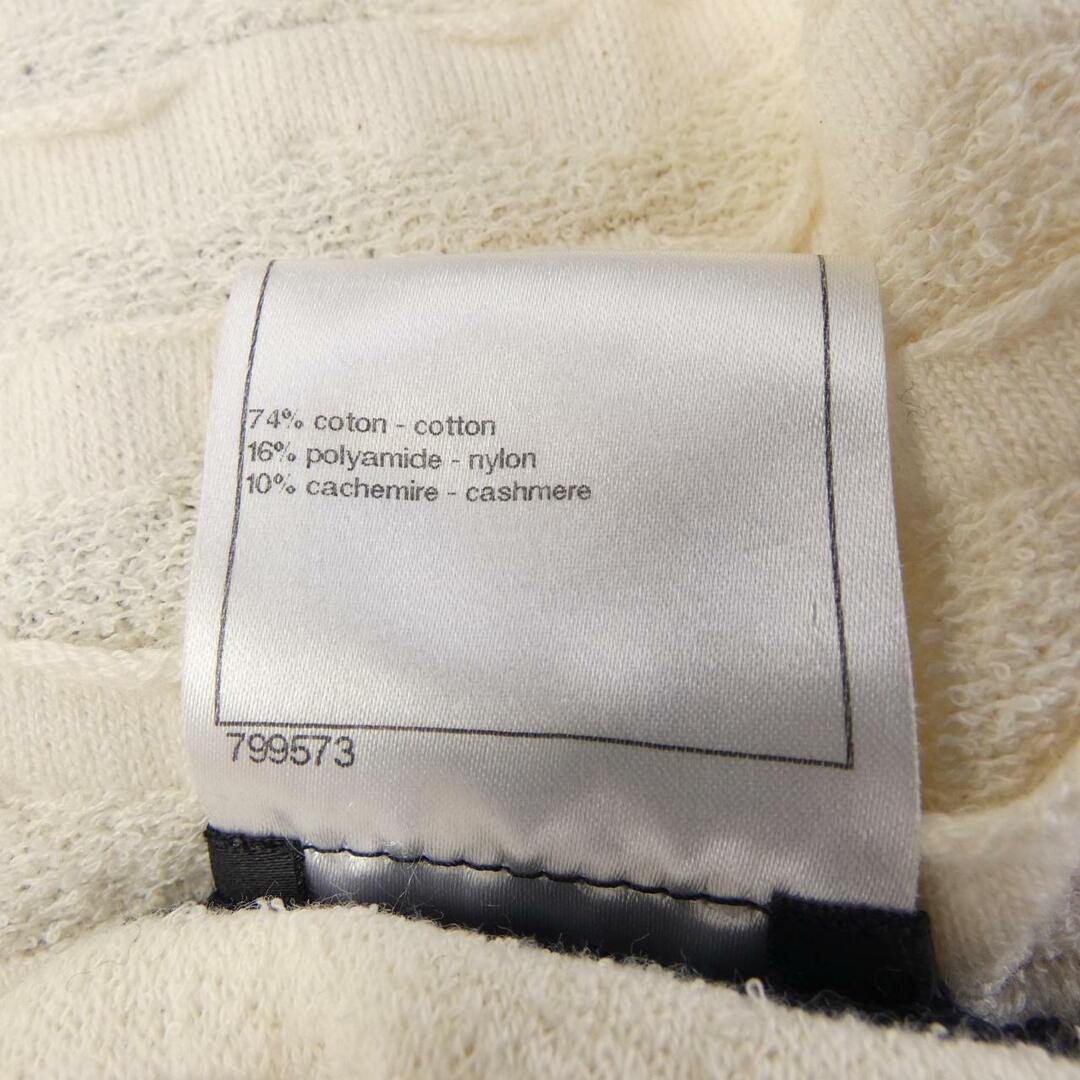 74% coton - cotton
16% polyamide - nylon
10% cachemire - cashmere
799573